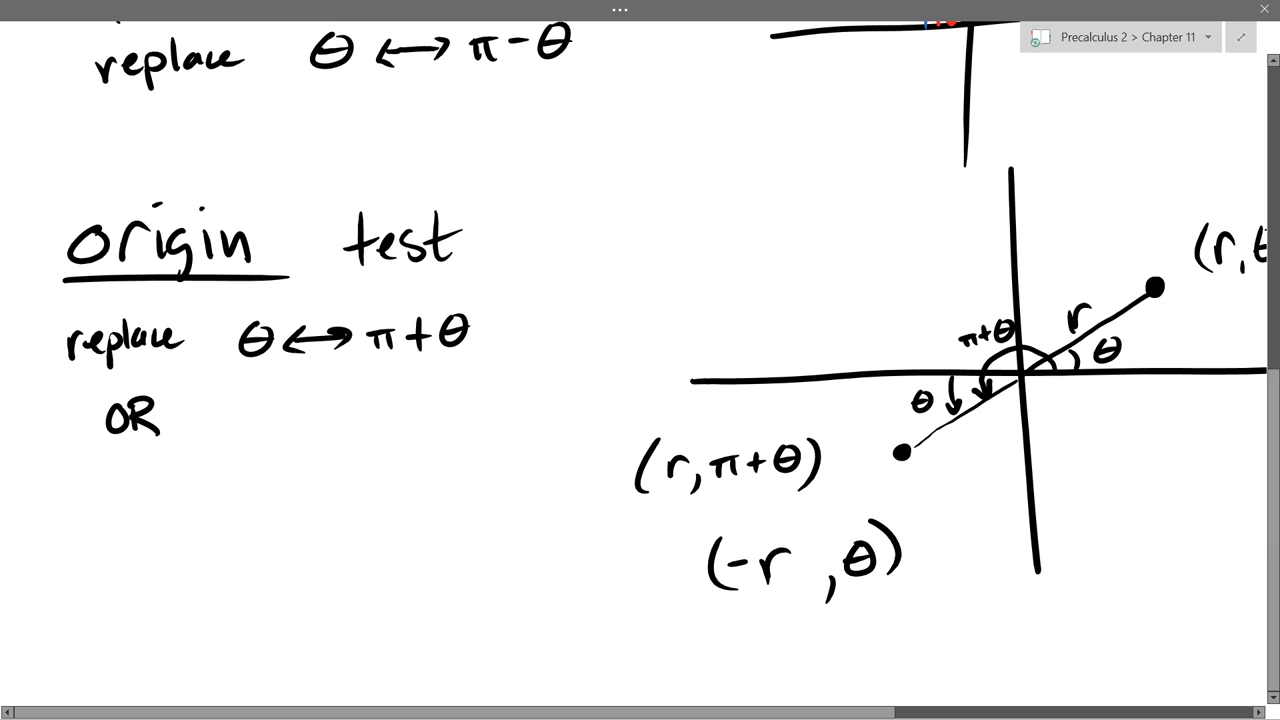 ...
Precalculus 2 > Chapter 11
replace θ ↔ π - θ
origin test
replace θ ↔ π + θ
OR
(r, θ
r
π+θ
θ
θ
(r, π+θ)
(-r , θ)